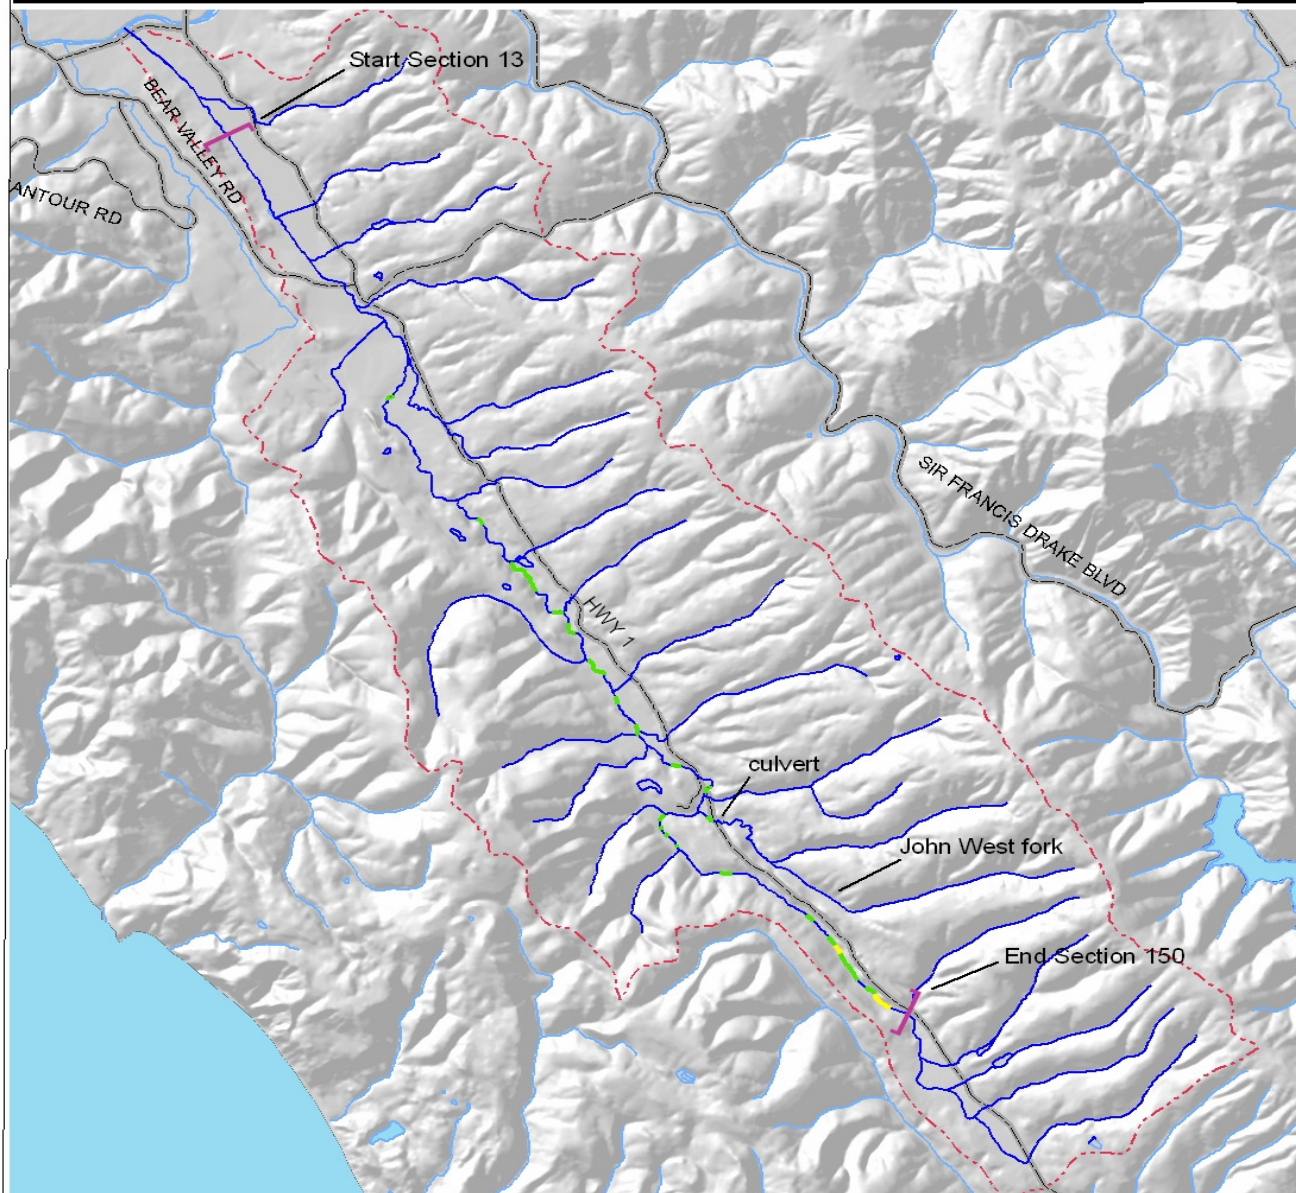 Start Section 13
BEAR VALLEY RD
ANTOUR RD
SIR FRANCIS DRAKE BLVD
HWY 1
culvert
John West fork
End Section 150